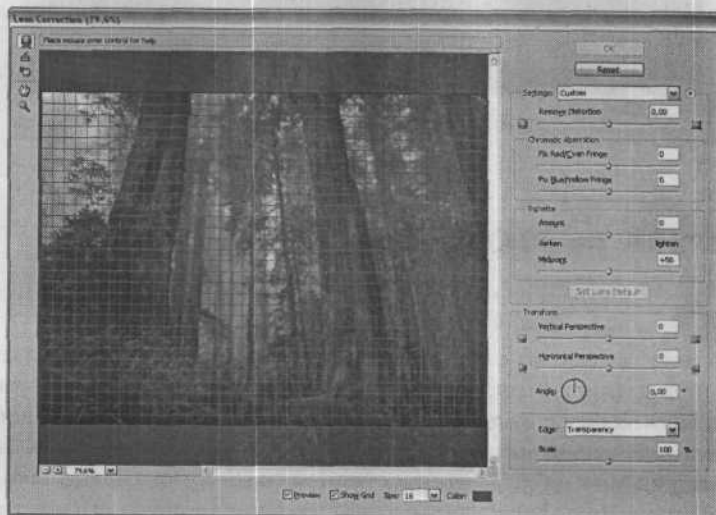 Lens Correction (79,6%)
Place mouse over control for help
OK
Reset
Settings: Custom
Remove Distortion 0,00
Chromatic Aberration
Fix Red/Cyan Fringe 0
Fix Blue/Yellow Fringe
Vignette
Amount 0
darken lighten
Midpoint +50
Set Lens Default
Transform
Vertical Perspective 0
Horizontal Perspective 0
Angle: 0,00 °
Edge: Transparency
Scale 100 %
79,6%
Preview Show Grid Size: 16 Color: